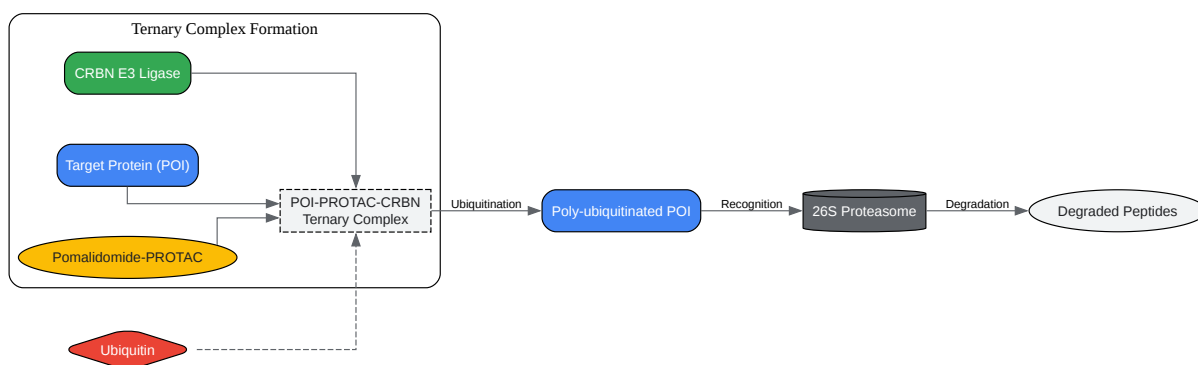 Ternary Complex Formation
CRBN E3 Ligase
Target Protein (POI)
Pomalidomide-PROTAC
POI-PROTAC-CRBN
Ternary Complex
Ubiquitin
Ubiquitination
Poly-ubiquitinated POI
Recognition
26S Proteasome
Degradation
Degraded Peptides